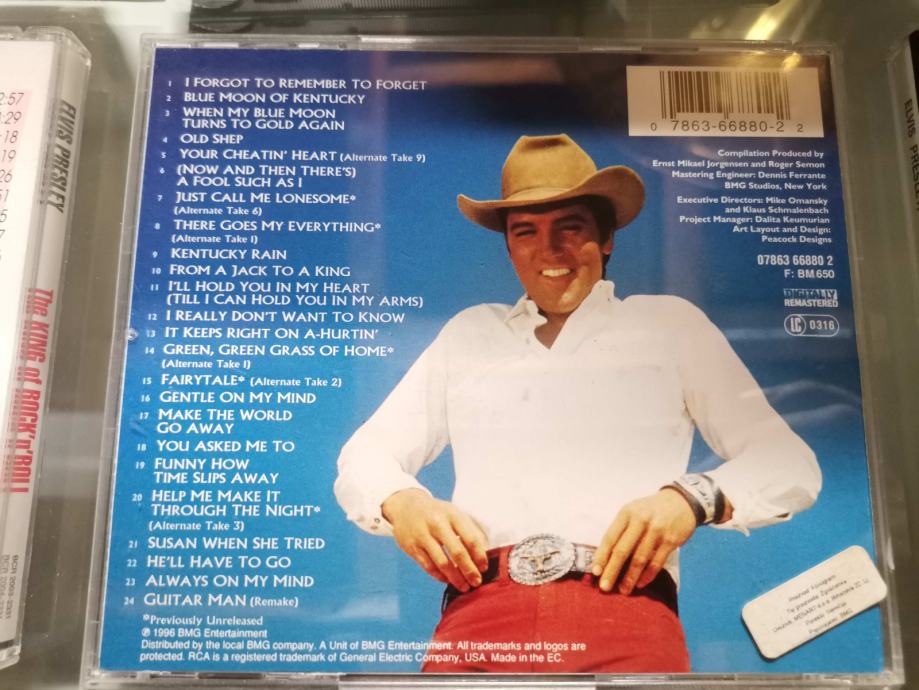 1 I FORGOT TO REMEMBER TO FORGET
2 BLUE MOON OF KENTUCKY
3 WHEN MY BLUE MOON
TURNS TO GOLD AGAIN
4 OLD SHEP
5 YOUR CHEATIN' HEART (Alternate Take 9)
6 (NOW AND THEN THERE'S)
A FOOL SUCH AS I
7 JUST CALL ME LONESOME*
(Alternate Take 6)
8 THERE GOES MY EVERYTHING*
(Alternate Take 1)
9 KENTUCKY RAIN
10 FROM A JACK TO A KING
11 I'LL HOLD YOU IN MY HEART
(TILL I CAN HOLD YOU IN MY ARMS)
12 I REALLY DON'T WANT TO KNOW
13 IT KEEPS RIGHT ON A-HURTIN'
14 GREEN, GREEN GRASS OF HOME*
(Alternate Take 1)
15 FAIRYTALE* (Alternate Take 2)
16 GENTLE ON MY MIND
17 MAKE THE WORLD
GO AWAY
18 YOU ASKED ME TO
19 FUNNY HOW
TIME SLIPS AWAY
20 HELP ME MAKE IT
THROUGH THE NIGHT*
(Alternate Take 3)
21 SUSAN WHEN SHE TRIED
22 HE'LL HAVE TO GO
23 ALWAYS ON MY MIND
24 GUITAR MAN (Remake)
*Previously Unreleased
℗ 1996 BMG Entertainment
Distributed by the local BMG company. A Unit of BMG Entertainment. All trademarks and logos are
protected. RCA is a registered trademark of General Electric Company, USA. Made in the EC.
0 7863-66880-2 2
Compilation Produced by
Ernst Mikael Jorgensen and Roger Semon
Mastering Engineer: Dennis Ferrante
BMG Studios, New York
Executive Directors: Mike Omansky
and Klaus Schmalenbach
Project Manager: Dalita Keumurian
Art Layout and Design:
Peacock Designs
07863 66880 2
F: BM 650
DIGITALLY
REMASTERED
LC 0316
ELVIS PRESLEY
The KING of ROCK'n'ROLL